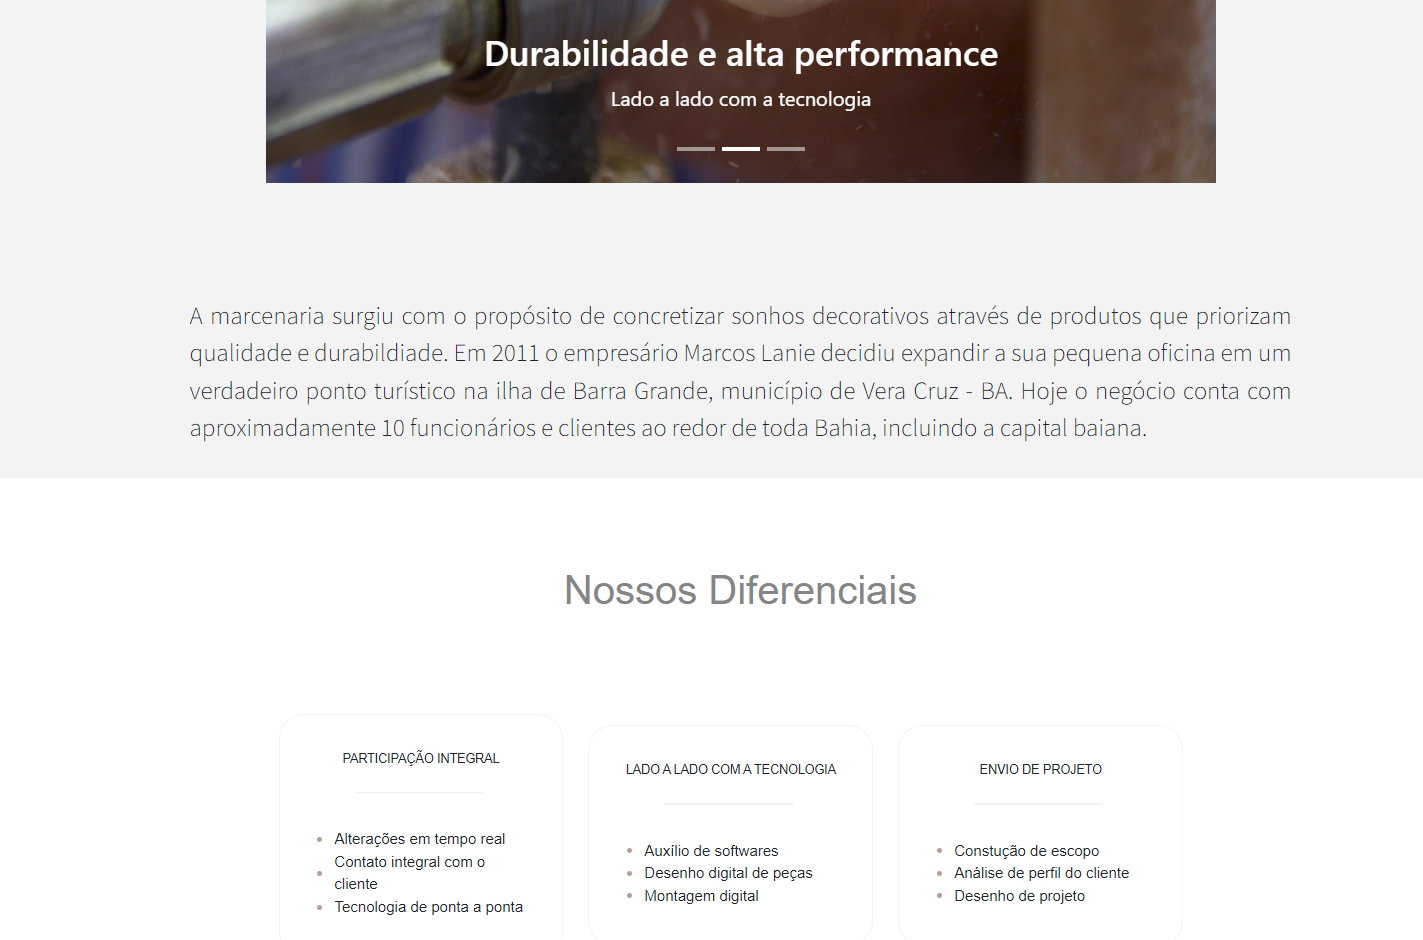 Durabilidade e alta performance
Lado a lado com a tecnologia
A marcenaria surgiu com o propósito de concretizar sonhos decorativos através de produtos que priorizam
qualidade e durabildiade. Em 2011 o empresário Marcos Lanie decidiu expandir a sua pequena oficina em um
verdadeiro ponto turístico na ilha de Barra Grande, município de Vera Cruz - BA. Hoje o negócio conta com
aproximadamente 10 funcionários e clientes ao redor de toda Bahia, incluindo a capital baiana.
Nossos Diferenciais
PARTICIPAÇÃO INTEGRAL
Alterações em tempo real
Contato integral com o
cliente
Tecnologia de ponta a ponta
LADO A LADO COM A TECNOLOGIA
Auxílio de softwares
Desenho digital de peças
Montagem digital
ENVIO DE PROJETO
Constução de escopo
Análise de perfil do cliente
Desenho de projeto